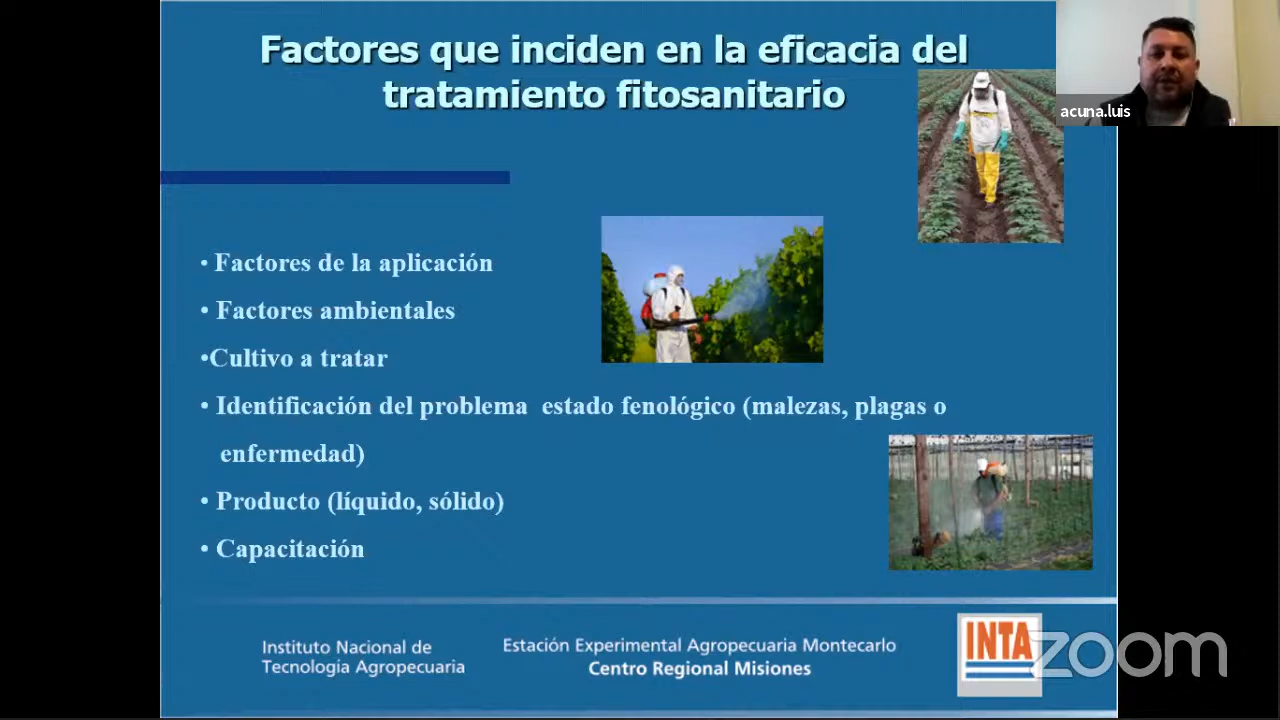 Factores que inciden en la eficacia del
tratamiento fitosanitario
acuna.luis
• Factores de la aplicación
• Factores ambientales
•Cultivo a tratar
• Identificación del problema  estado fenológico (malezas, plagas o
enfermedad)
• Producto (líquido, sólido)
• Capacitación
Instituto Nacional de
Tecnología Agropecuaria
Estación Experimental Agropecuaria Montecarlo
Centro Regional Misiones
INTA
zoom